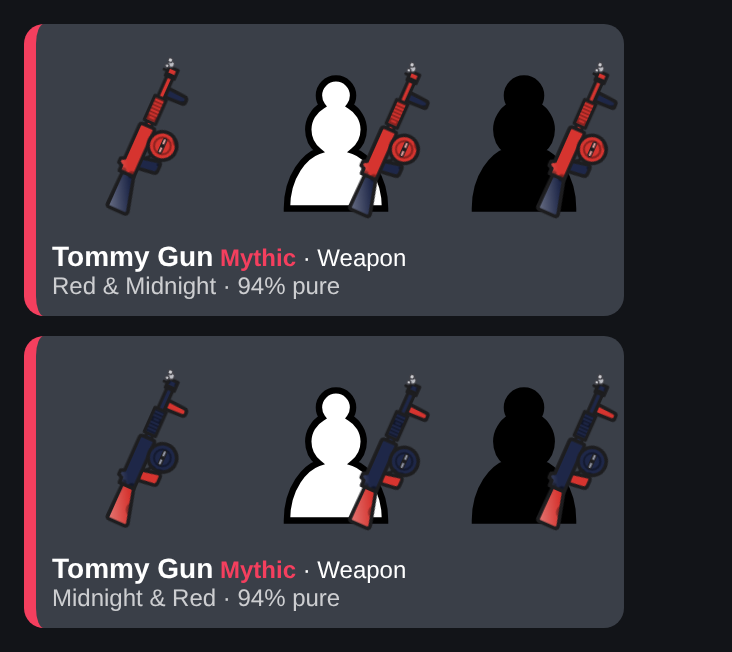 Tommy Gun Mythic · Weapon
Red & Midnight · 94% pure
Tommy Gun Mythic · Weapon
Midnight & Red · 94% pure